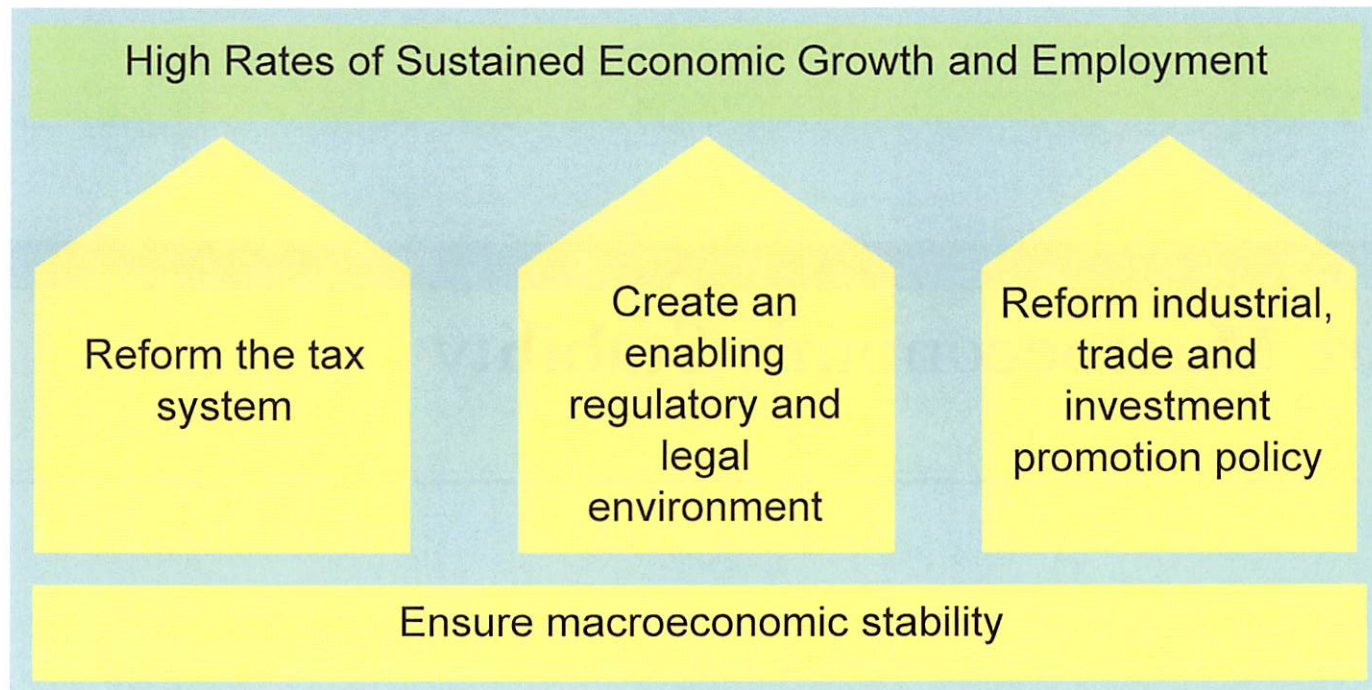 High Rates of Sustained Economic Growth and Employment
Reform the tax
system
Create an
enabling
regulatory and
legal
environment
Reform industrial,
trade and
investment
promotion policy
Ensure macroeconomic stability